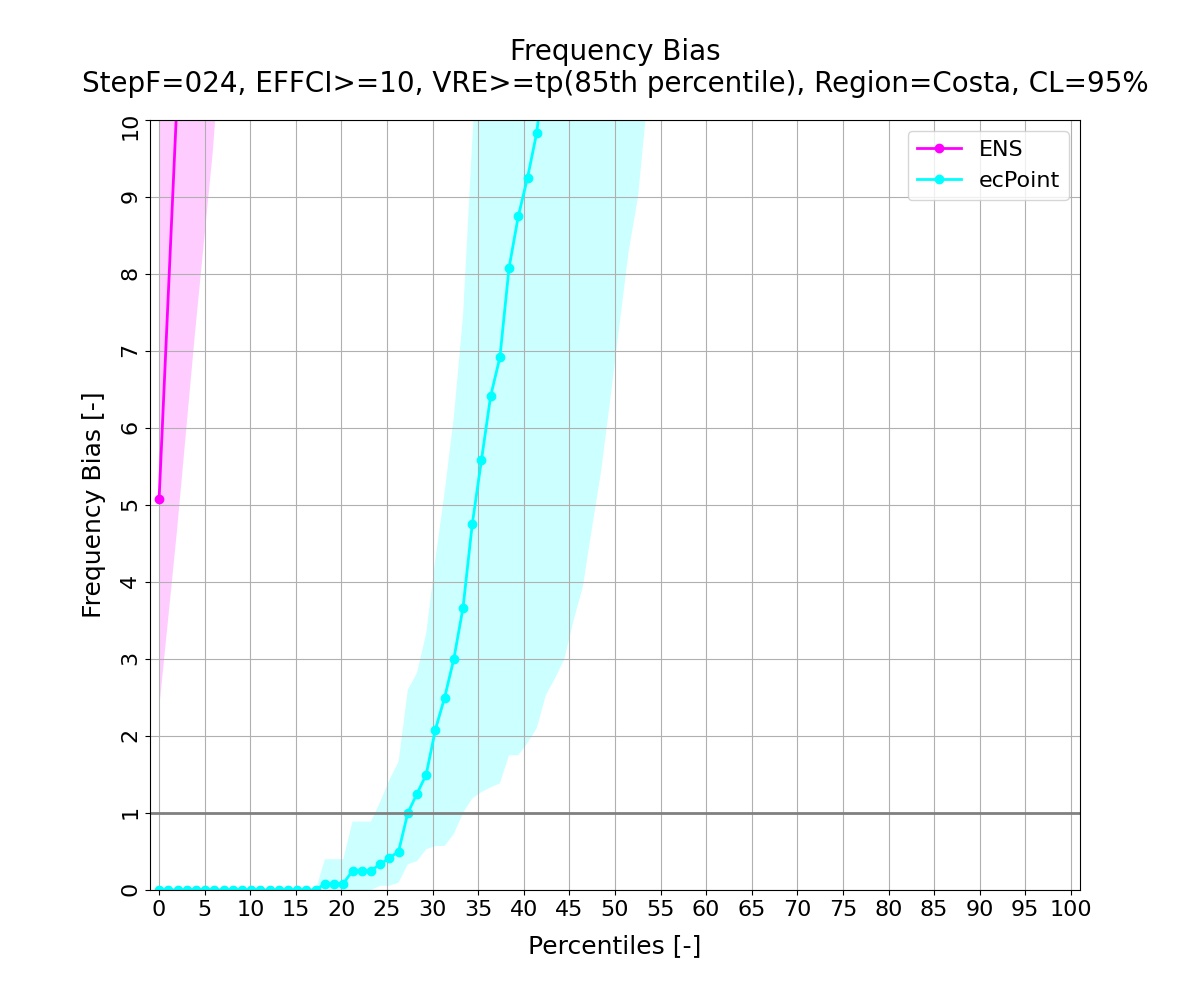 Frequency Bias
StepF=024, EFFCI>=10, VRE>=tp(85th percentile), Region=Costa, CL=95%
ENS
ecPoint
Frequency Bias [-]
10
9
8
7
6
5
4
3
2
1
0
0 5 10 15 20 25 30 35 40 45 50 55 60 65 70 75 80 85 90 95 100
Percentiles [-]